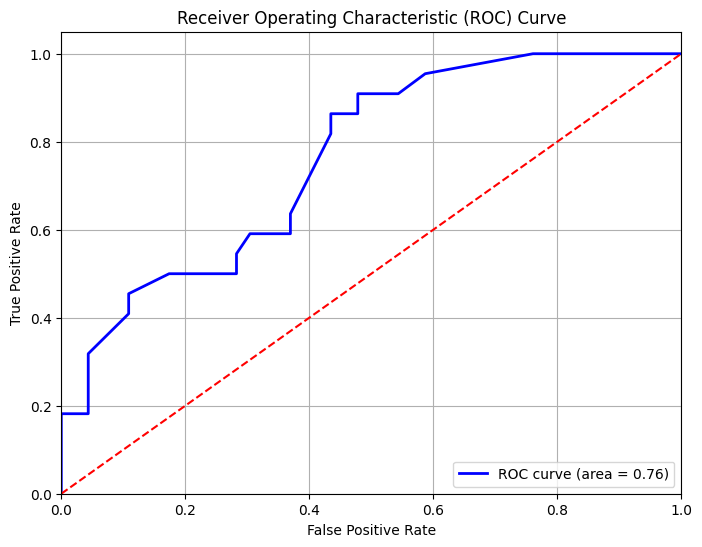 Receiver Operating Characteristic (ROC) Curve
1.0
0.8
0.6
0.4
0.2
0.0
True Positive Rate
0.0 0.2 0.4 0.6 0.8 1.0
False Positive Rate
ROC curve (area = 0.76)